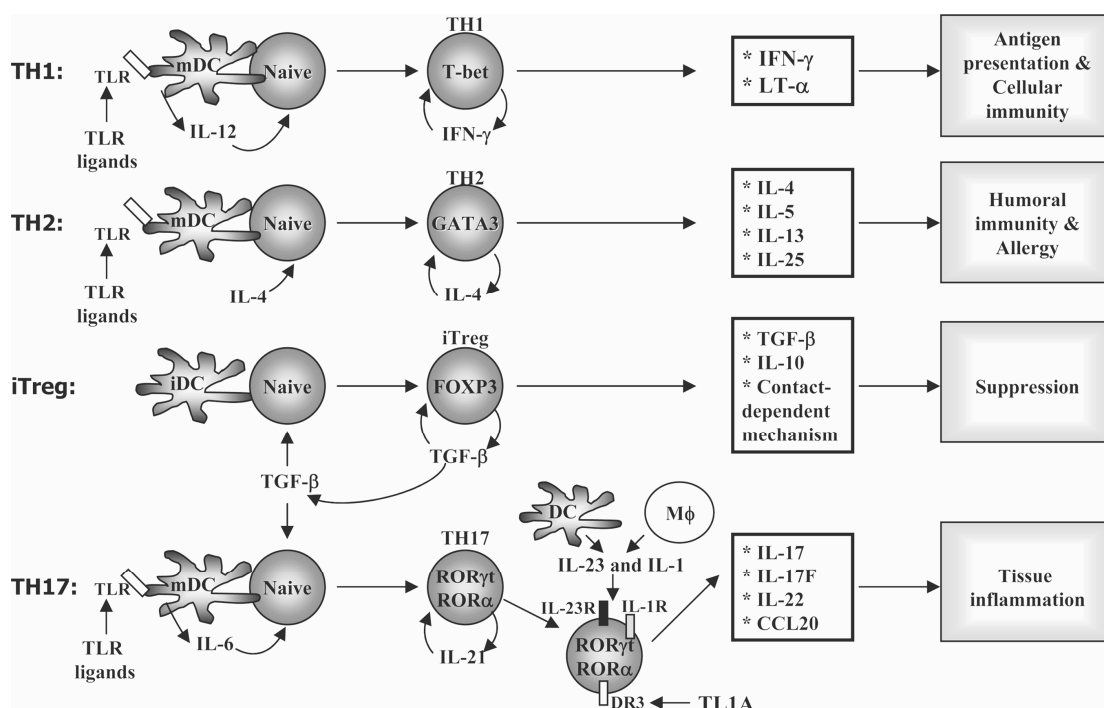 TH1:
TLR
TLR
ligands
mDC
Naive
IL-12
TH1
T-bet
IFN-γ
* IFN-γ
* LT-α
Antigen
presentation &
Cellular
immunity
TH2:
TLR
TLR
ligands
mDC
Naive
IL-4
TH2
GATA3
IL-4
* IL-4
* IL-5
* IL-13
* IL-25
Humoral
immunity &
Allergy
iTreg:
iDC
Naive
TGF-β
iTreg
FOXP3
TGF-β
* TGF-β
* IL-10
* Contact-
dependent
mechanism
Suppression
TH17:
TLR
TLR
ligands
mDC
Naive
IL-6
TH17
RORγt
RORα
IL-21
DC
Mϕ
IL-23 and IL-1
IL-23R
IL-1R
RORγt
RORα
DR3
TL1A
* IL-17
* IL-17F
* IL-22
* CCL20
Tissue
inflammation